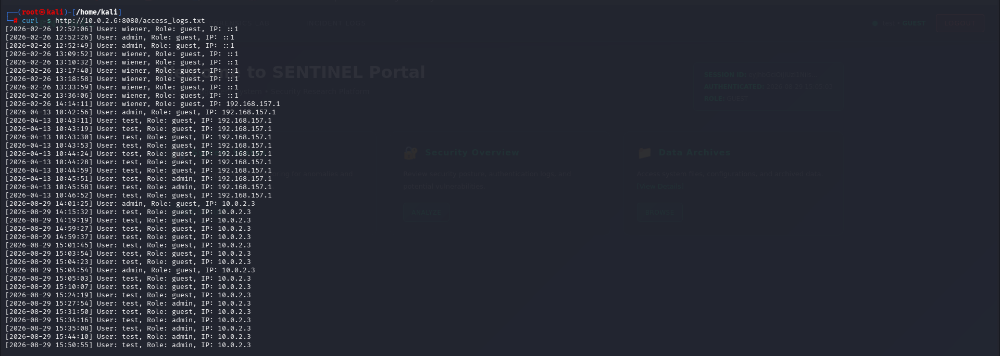 ┌──(root㉿kali)-[/home/kali]
└─# curl -s http://10.0.2.6:8080/access_logs.txt
[2026-02-26 12:52:06] User: wiener, Role: guest, IP: ::1
[2026-02-26 12:52:26] User: admin, Role: guest, IP: ::1
[2026-02-26 12:52:49] User: admin, Role: guest, IP: ::1
[2026-02-26 13:09:52] User: wiener, Role: guest, IP: ::1
[2026-02-26 13:10:32] User: wiener, Role: guest, IP: ::1
[2026-02-26 13:17:40] User: wiener, Role: guest, IP: ::1
[2026-02-26 13:18:58] User: wiener, Role: guest, IP: ::1
[2026-02-26 13:33:59] User: wiener, Role: guest, IP: ::1
[2026-02-26 13:36:06] User: wiener, Role: guest, IP: ::1
[2026-02-26 14:14:11] User: wiener, Role: guest, IP: 192.168.157.1
[2026-04-13 10:42:56] User: admin, Role: guest, IP: 192.168.157.1
[2026-04-13 10:43:11] User: test, Role: guest, IP: 192.168.157.1
[2026-04-13 10:43:19] User: test, Role: guest, IP: 192.168.157.1
[2026-04-13 10:43:30] User: test, Role: guest, IP: 192.168.157.1
[2026-04-13 10:43:53] User: test, Role: guest, IP: 192.168.157.1
[2026-04-13 10:44:24] User: test, Role: guest, IP: 192.168.157.1
[2026-04-13 10:44:28] User: test, Role: guest, IP: 192.168.157.1
[2026-04-13 10:44:59] User: test, Role: guest, IP: 192.168.157.1
[2026-04-13 10:45:51] User: test, Role: admin, IP: 192.168.157.1
[2026-04-13 10:45:58] User: test, Role: admin, IP: 192.168.157.1
[2026-04-13 10:46:52] User: test, Role: guest, IP: 192.168.157.1
[2026-08-29 14:01:25] User: admin, Role: guest, IP: 10.0.2.3
[2026-08-29 14:15:32] User: test, Role: guest, IP: 10.0.2.3
[2026-08-29 14:19:19] User: test, Role: guest, IP: 10.0.2.3
[2026-08-29 14:59:27] User: test, Role: guest, IP: 10.0.2.3
[2026-08-29 14:59:37] User: test, Role: guest, IP: 10.0.2.3
[2026-08-29 15:01:45] User: test, Role: guest, IP: 10.0.2.3
[2026-08-29 15:03:54] User: test, Role: guest, IP: 10.0.2.3
[2026-08-29 15:04:23] User: test, Role: guest, IP: 10.0.2.3
[2026-08-29 15:04:54] User: admin, Role: guest, IP: 10.0.2.3
[2026-08-29 15:05:03] User: test, Role: guest, IP: 10.0.2.3
[2026-08-29 15:10:07] User: test, Role: guest, IP: 10.0.2.3
[2026-08-29 15:24:19] User: test, Role: guest, IP: 10.0.2.3
[2026-08-29 15:27:54] User: test, Role: admin, IP: 10.0.2.3
[2026-08-29 15:31:50] User: test, Role: guest, IP: 10.0.2.3
[2026-08-29 15:34:16] User: test, Role: admin, IP: 10.0.2.3
[2026-08-29 15:35:08] User: test, Role: admin, IP: 10.0.2.3
[2026-08-29 15:44:10] User: test, Role: admin, IP: 10.0.2.3
[2026-08-29 15:50:55] User: test, Role: admin, IP: 10.0.2.3
INCIDENT LOGS
test • GUEST
LOGOUT
to SENTINEL Portal
• Security Research Platform
SESSION ID:
AUTHENTICATED: 2026-08-29
ROLE: GUEST
for anomalies and
🔐 Security Overview
Review security posture, authentication logs, and
potential vulnerabilities.
ANALYZE
📁 Data Archives
Access system files, configurations, and archived data.
[View Details]
BROWSE